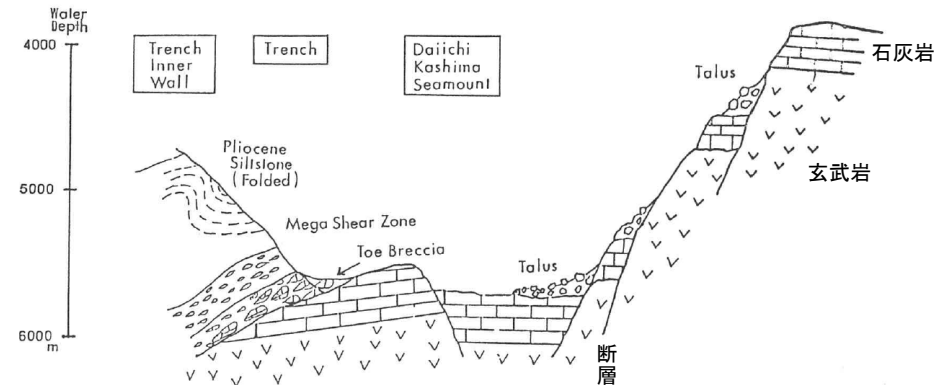 Water
Depth
4000
5000
6000
m
Trench
Inner
Wall
Trench
Daiichi
Kashima
Seamount
Talus
石灰岩
玄武岩
Pliocene
Siltstone
(Folded)
Mega Shear Zone
Toe Breccia
Talus
断層